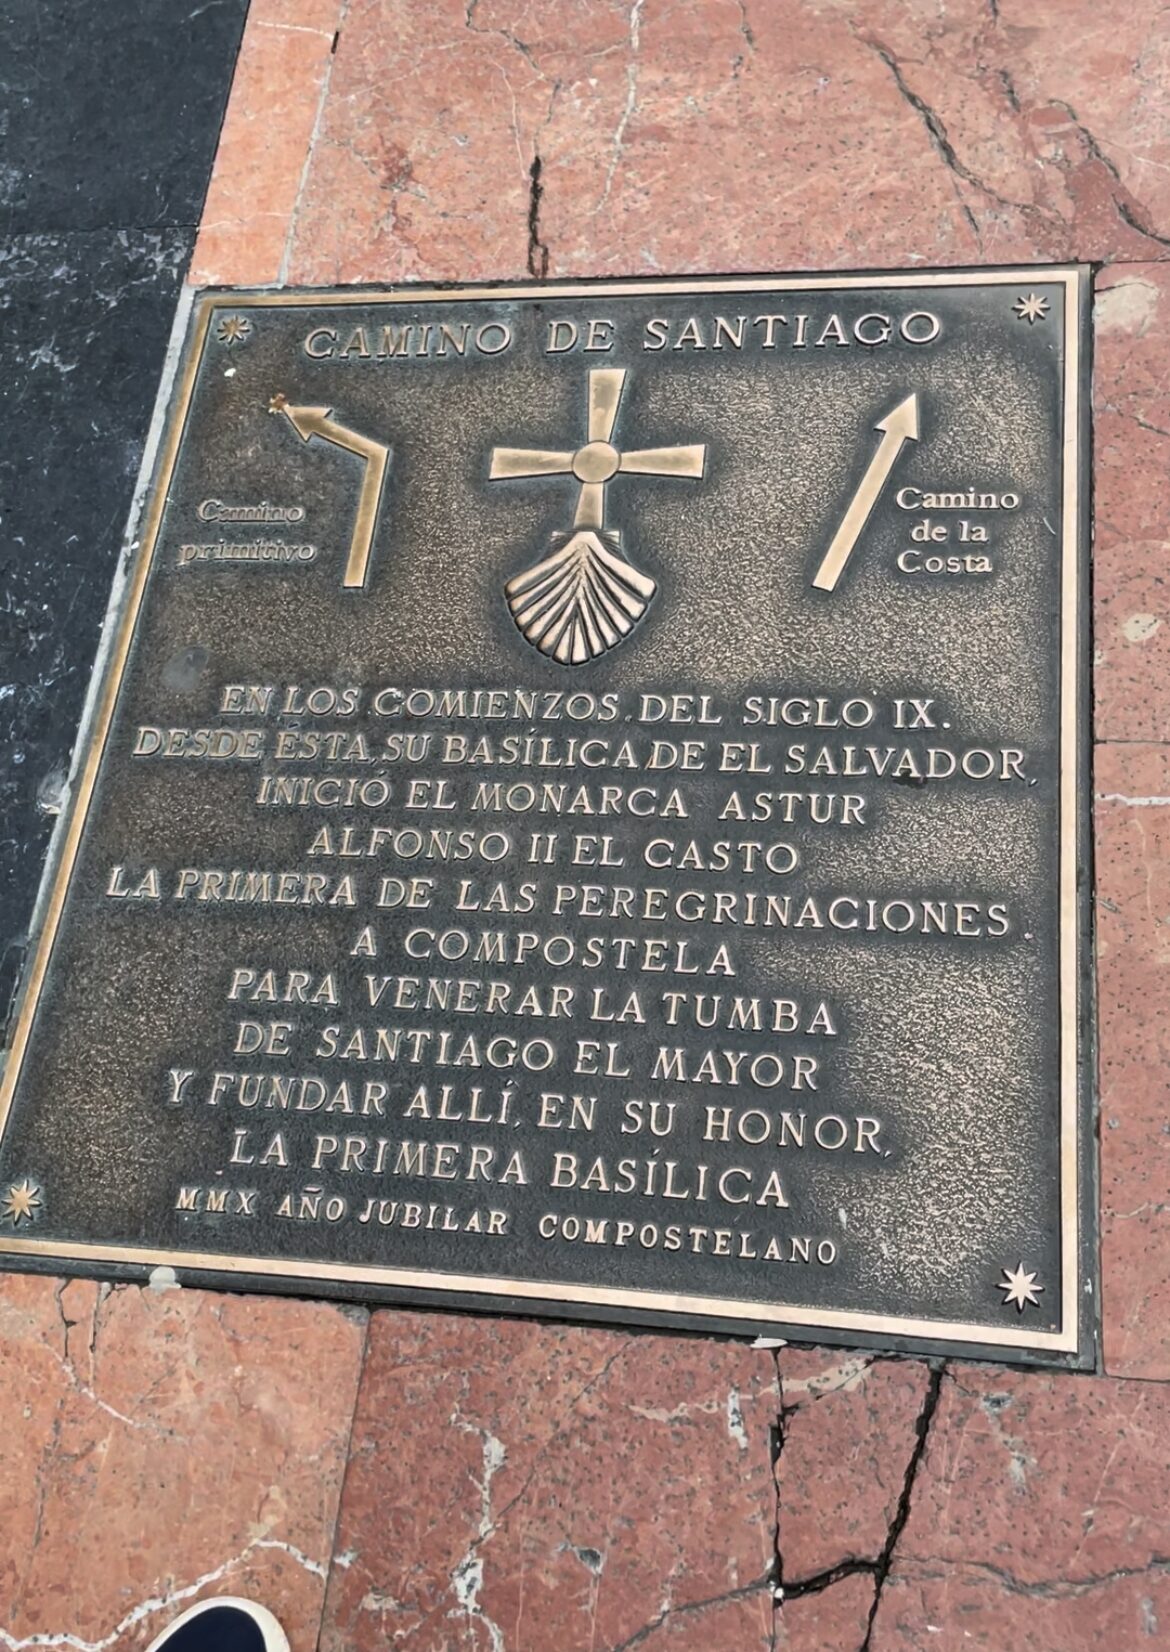 CAMINO DE SANTIAGO
Camino
primitivo
Camino
de la
Costa
EN LOS COMIENZOS DEL SIGLO IX.
DESDE ÉSTA, SU BASÍLICA DE EL SALVADOR,
INICIÓ EL MONARCA ASTUR
ALFONSO II EL CASTO
LA PRIMERA DE LAS PEREGRINACIONES
A COMPOSTELA
PARA VENERAR LA TUMBA
DE SANTIAGO EL MAYOR
Y FUNDAR ALLÍ, EN SU HONOR,
LA PRIMERA BASÍLICA
MMX AÑO JUBILAR COMPOSTELANO